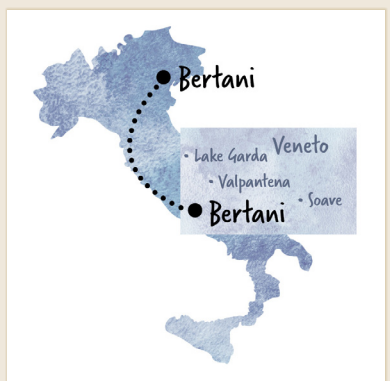 Bertani
Veneto
• Lake Garda
• Valpantena
• Soave
Bertani